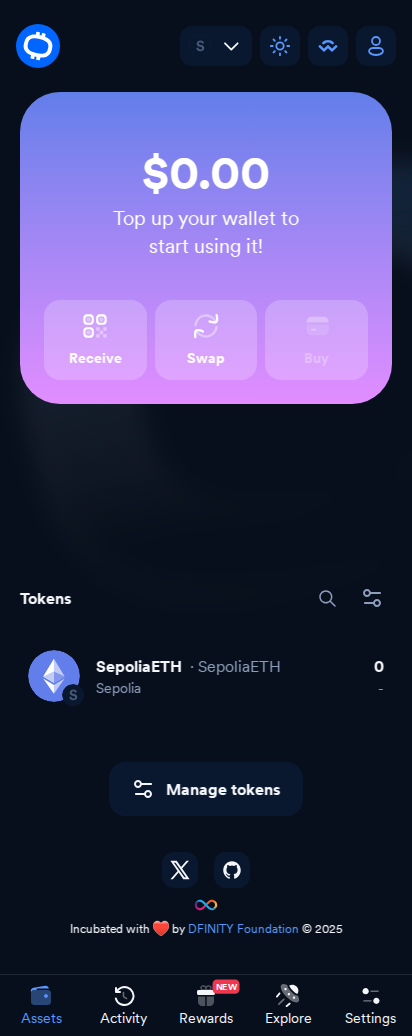 S
$0.00
Top up your wallet to
start using it!
Receive Swap Buy
Tokens
SepoliaETH · SepoliaETH 0
Sepolia -
S
Manage tokens
Incubated with ❤️ by DFINITY Foundation © 2025
NEW
Assets Activity Rewards Explore Settings